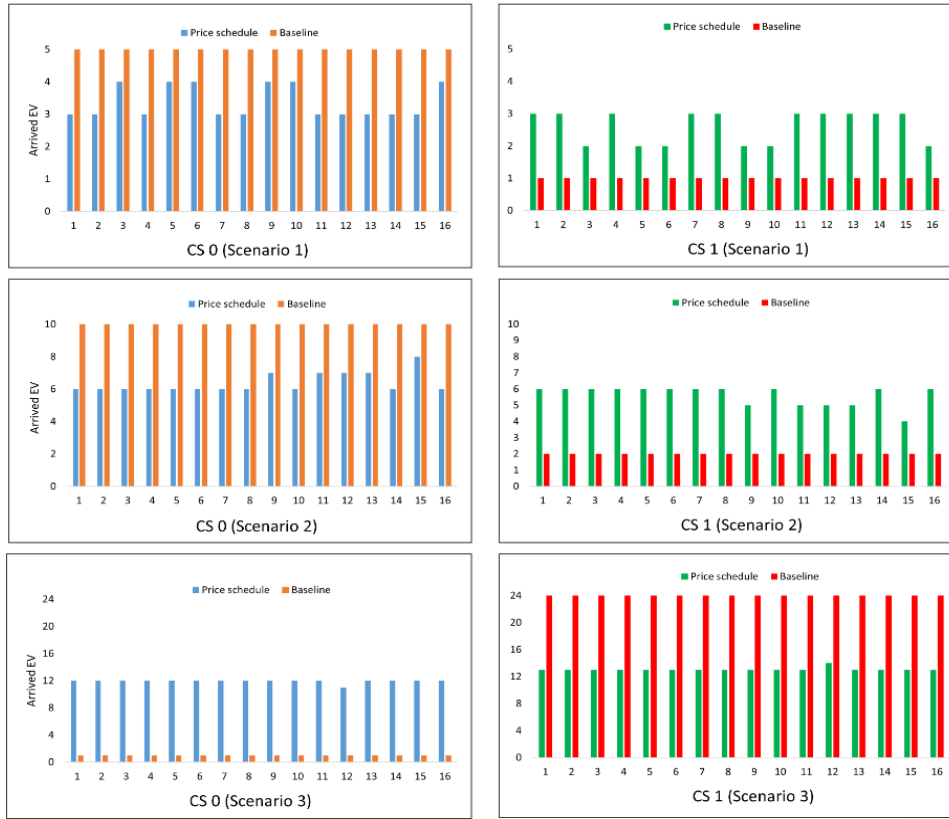 Price schedule Baseline
5
4
3
2
1
0
Arrived EV
1 2 3 4 5 6 7 8 9 10 11 12 13 14 15 16
CS 0 (Scenario 1)
Price schedule Baseline
5
4
3
2
1
0
1 2 3 4 5 6 7 8 9 10 11 12 13 14 15 16
CS 1 (Scenario 1)
Price schedule Baseline
10
8
6
4
2
0
Arrived EV
1 2 3 4 5 6 7 8 9 10 11 12 13 14 15 16
CS 0 (Scenario 2)
Price schedule Baseline
10
9
8
7
6
5
4
3
2
1
0
1 2 3 4 5 6 7 8 9 10 11 12 13 14 15 16
CS 1 (Scenario 2)
Price schedule Baseline
24
20
16
12
8
4
0
Arrived EV
1 2 3 4 5 6 7 8 9 10 11 12 13 14 15 16
CS 0 (Scenario 3)
Price schedule Baseline
24
20
16
12
8
4
0
1 2 3 4 5 6 7 8 9 10 11 12 13 14 15 16
CS 1 (Scenario 3)